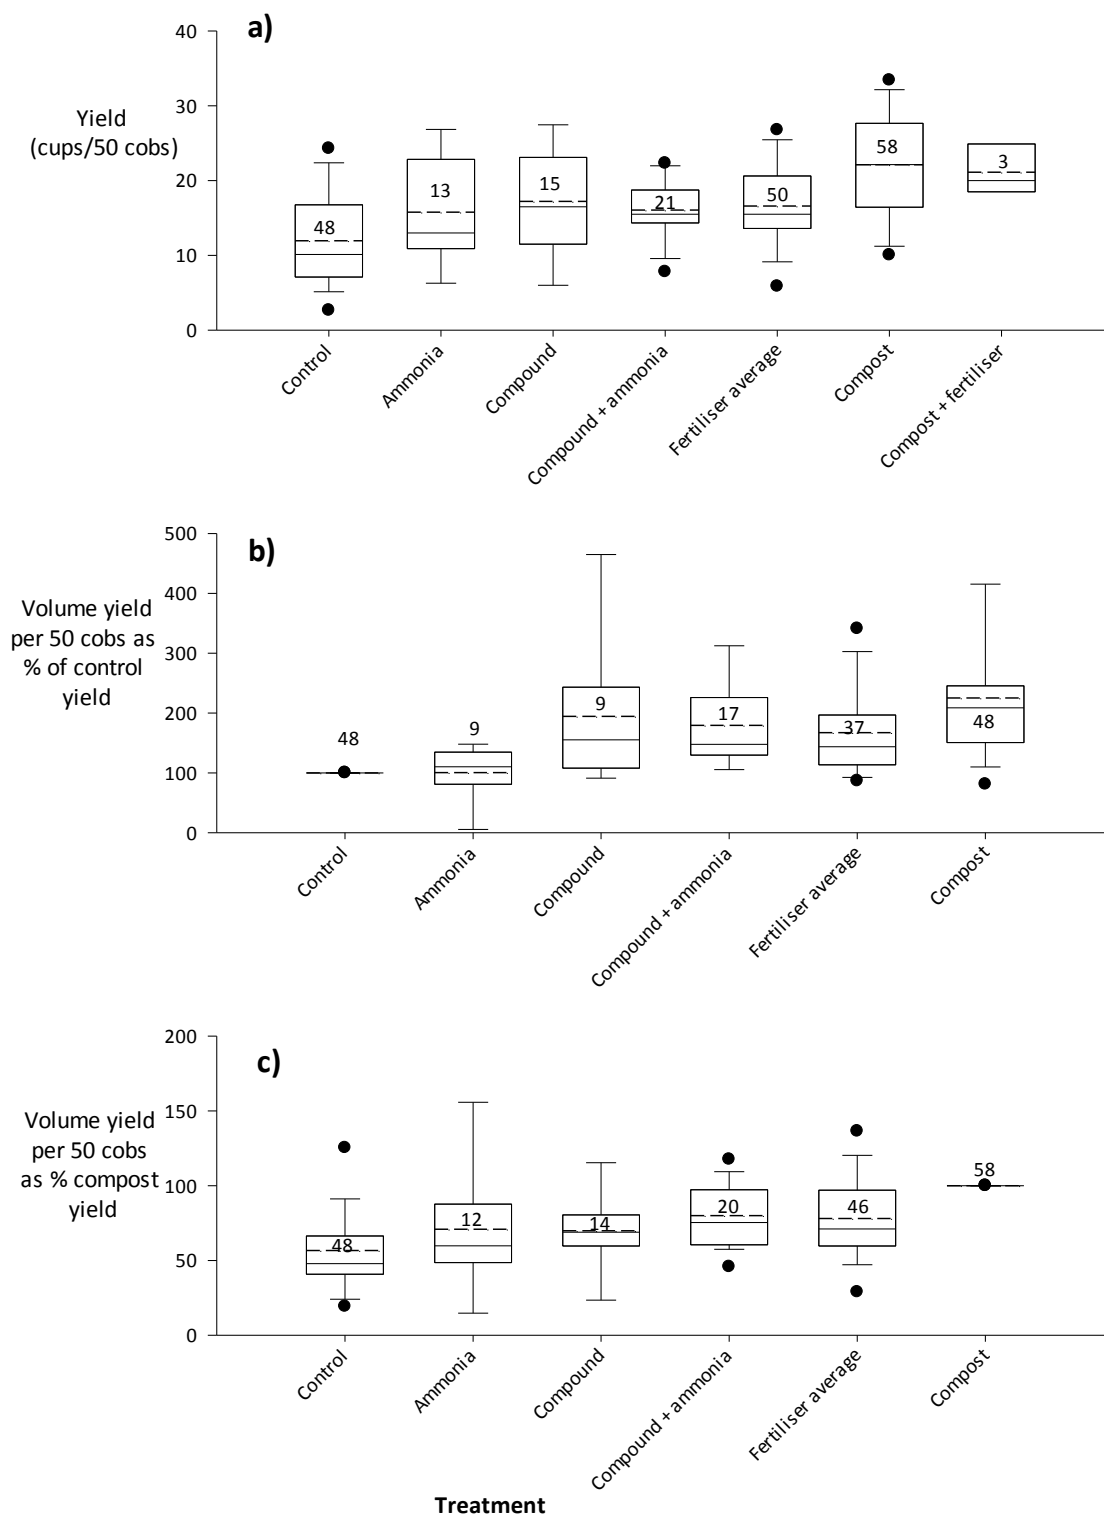 a)
40
30
20
10
0
Yield
(cups/50 cobs)
48
13
15
21
50
58
3
Control
Ammonia
Compound
Compound + ammonia
Fertiliser average
Compost
Compost + fertiliser
b)
500
400
300
200
100
0
Volume yield
per 50 cobs as
% of control
yield
48
9
9
17
37
48
Control
Ammonia
Compound
Compound + ammonia
Fertiliser average
Compost
c)
200
150
100
50
0
Volume yield
per 50 cobs
as % compost
yield
48
12
14
20
46
58
Control
Ammonia
Compound
Compound + ammonia
Fertiliser average
Compost
Treatment